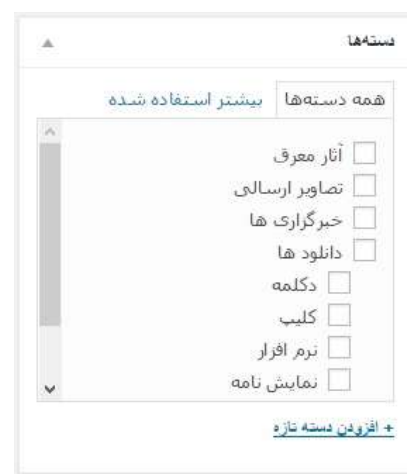 دسته‌ها
همه دسته‌ها بیشتر استفاده شده
آثار معرق
تصاویر ارسالی
خبرگزاری ها
دانلود ها
دکلمه
کلیپ
نرم افزار
نمایش نامه
+ افزودن دسته تازه